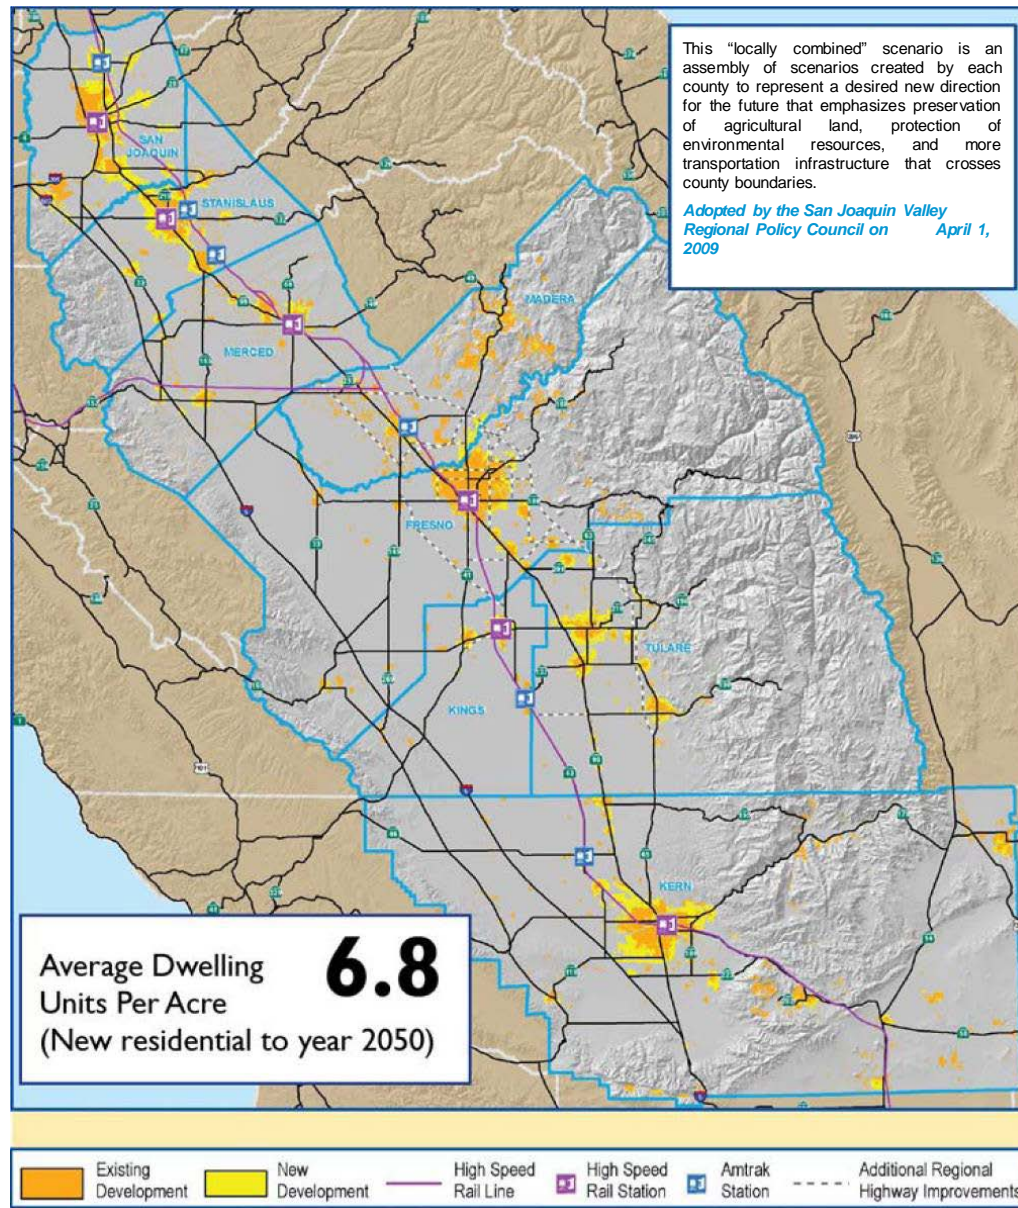 This “locally combined” scenario is an
assembly of scenarios created by each
county to represent a desired new direction
for the future that emphasizes preservation
of agricultural land, protection of
environmental resources, and more
transportation infrastructure that crosses
county boundaries.
Adopted by the San Joaquin Valley
Regional Policy Council on April 1,
2009
SAN
JOAQUIN
STANISLAUS
MERCED
MADERA
FRESNO
KINGS
TULARE
KERN
Average Dwelling
Units Per Acre
(New residential to year 2050)
6.8
Existing
Development
New
Development
High Speed
Rail Line
High Speed
Rail Station
Amtrak
Station
Additional Regional
Highway Improvements